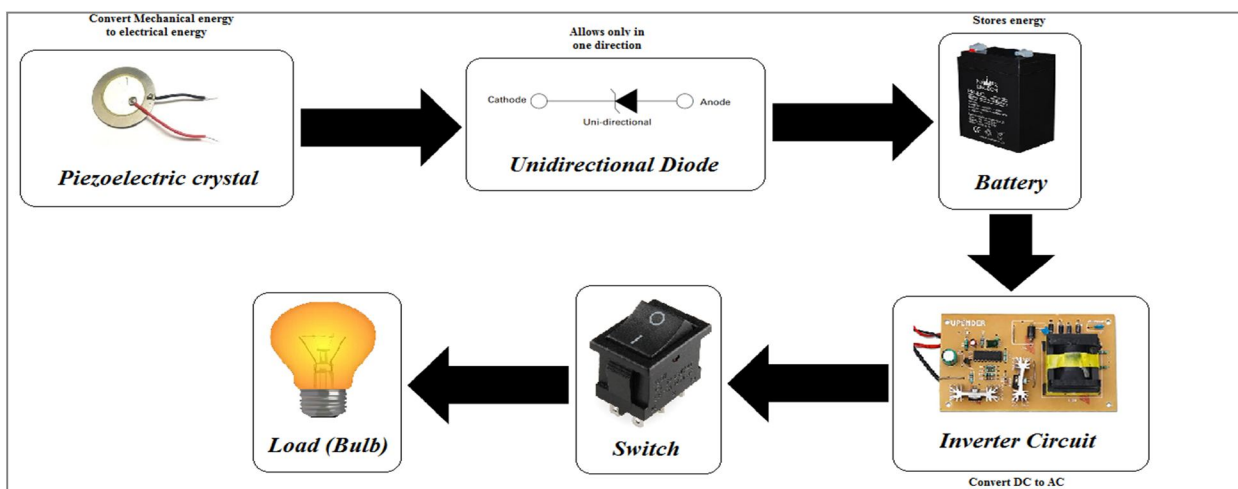 Convert Mechanical energy
to electrical energy
Piezoelectric crystal
Allows only in
one direction
Cathode
Anode
Uni-directional
Unidirectional Diode
Stores energy
Battery
Load (Bulb)
Switch
UPENDER
Inverter Circuit
Convert DC to AC